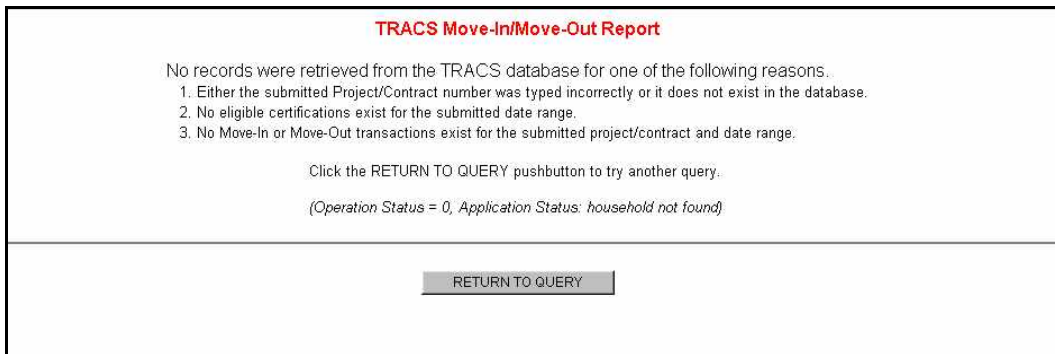 TRACS Move-In/Move-Out Report
No records were retrieved from the TRACS database for one of the following reasons.
1. Either the submitted Project/Contract number was typed incorrectly or it does not exist in the database.
2. No eligible certifications exist for the submitted date range.
3. No Move-In or Move-Out transactions exist for the submitted project/contract and date range.
Click the RETURN TO QUERY pushbutton to try another query.
(Operation Status = 0, Application Status: household not found)
RETURN TO QUERY